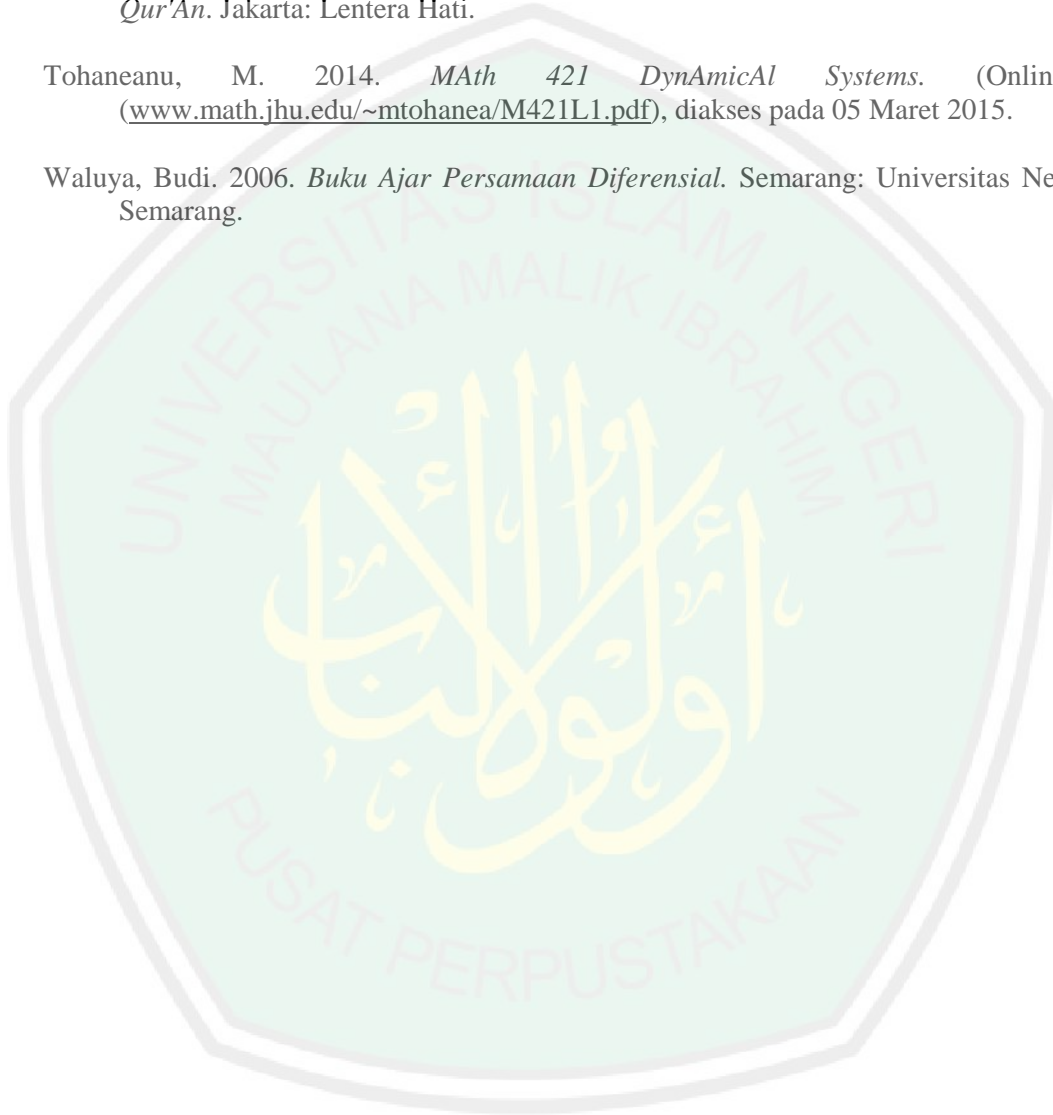 Qur'An. Jakarta: Lentera Hati.
Tohaneanu, M. 2014. MAth 421 DynAmicAl Systems. (Onlin
(www.math.jhu.edu/~mtohanea/M421L1.pdf), diakses pada 05 Maret 2015.
Waluya, Budi. 2006. Buku Ajar Persamaan Diferensial. Semarang: Universitas Ne
Semarang.
UNIVERSITAS ISLAM NEGERI
MAULANA MALIK IBRAHIM
أولوا الألباب
PUSAT PERPUSTAKAAN